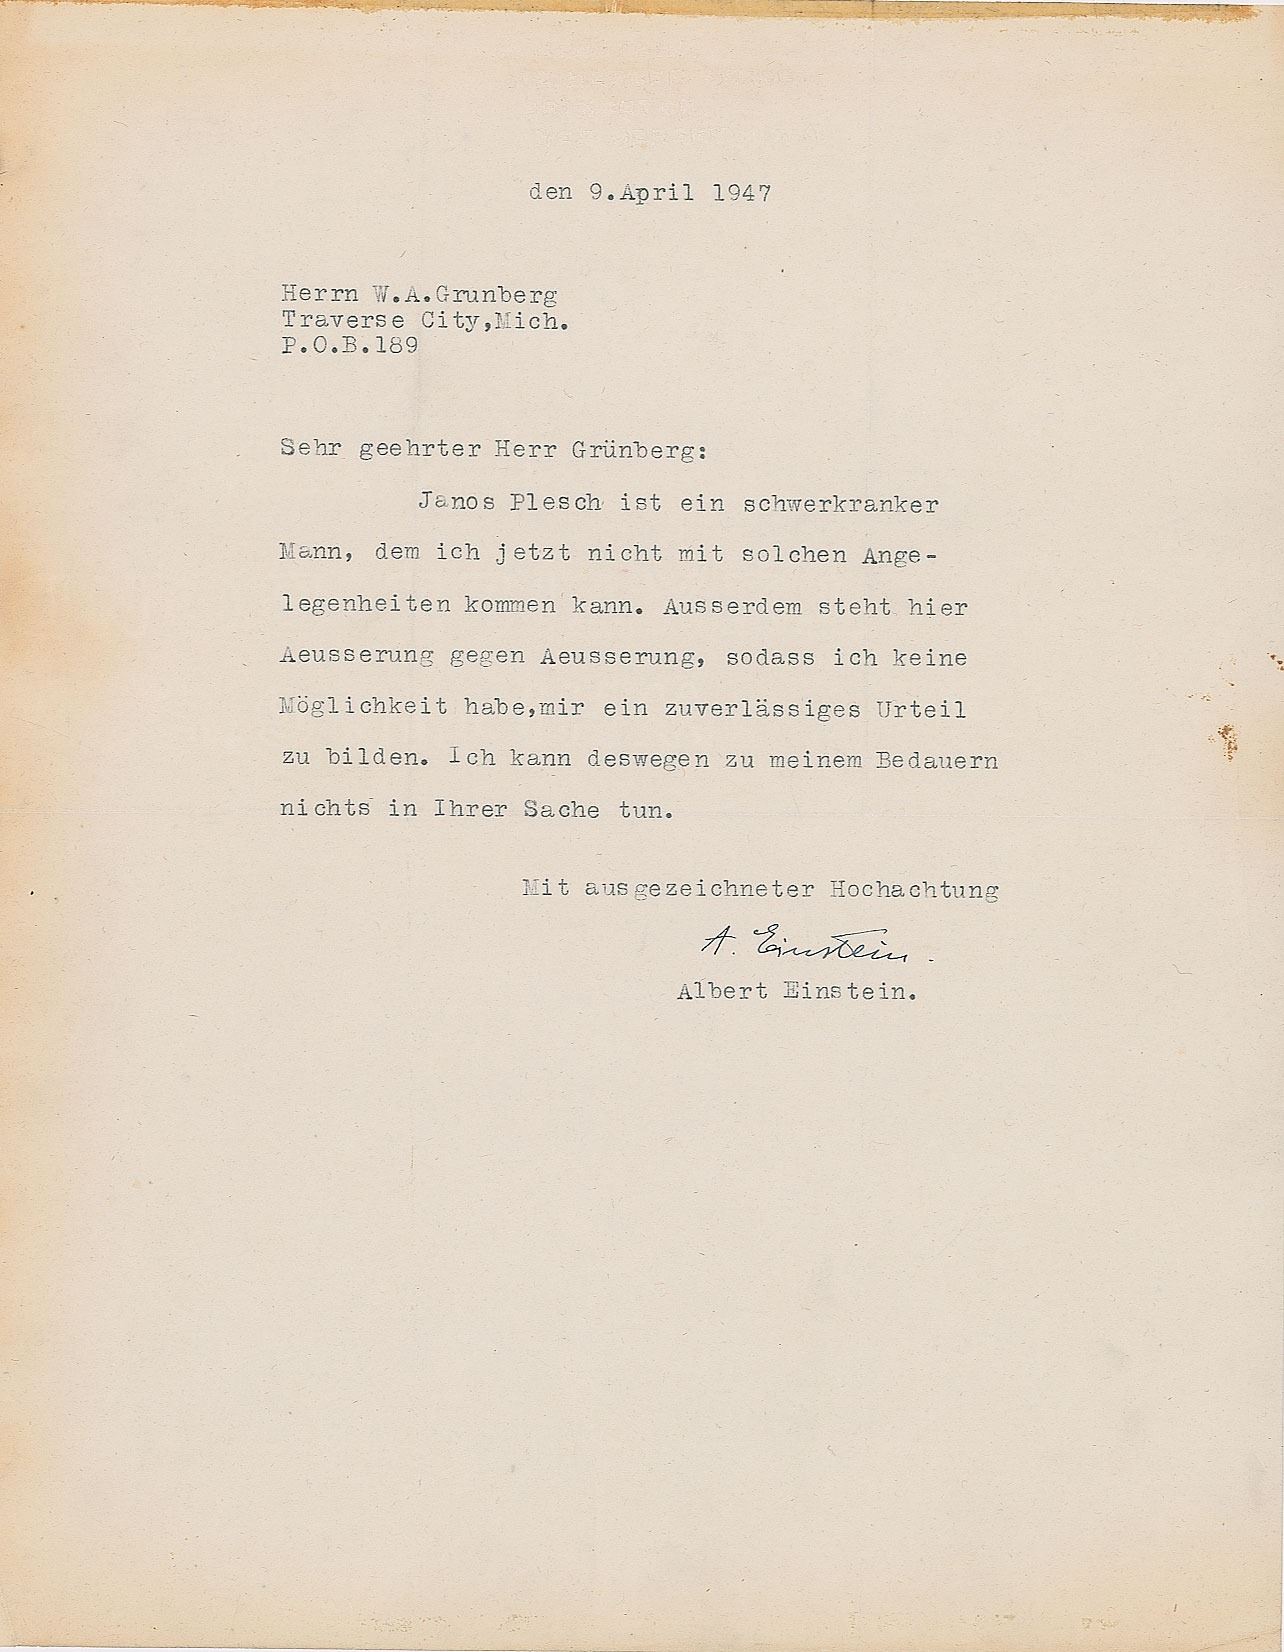 den 9.April 1947
Herrn W.A.Grunberg
Traverse City,Mich.
P.O.B.189
Sehr geehrter Herr Grünberg:
Janos Plesch ist ein schwerkranker
Mann, dem ich jetzt nicht mit solchen Ange-
legenheiten kommen kann. Ausserdem steht hier
Aeusserung gegen Aeusserung, sodass ich keine
Möglichkeit habe,mir ein zuverlässiges Urteil
zu bilden. Ich kann deswegen zu meinem Bedauern
nichts in Ihrer Sache tun.
Mit ausgezeichneter Hochachtung
A. Einstein.
Albert Einstein.